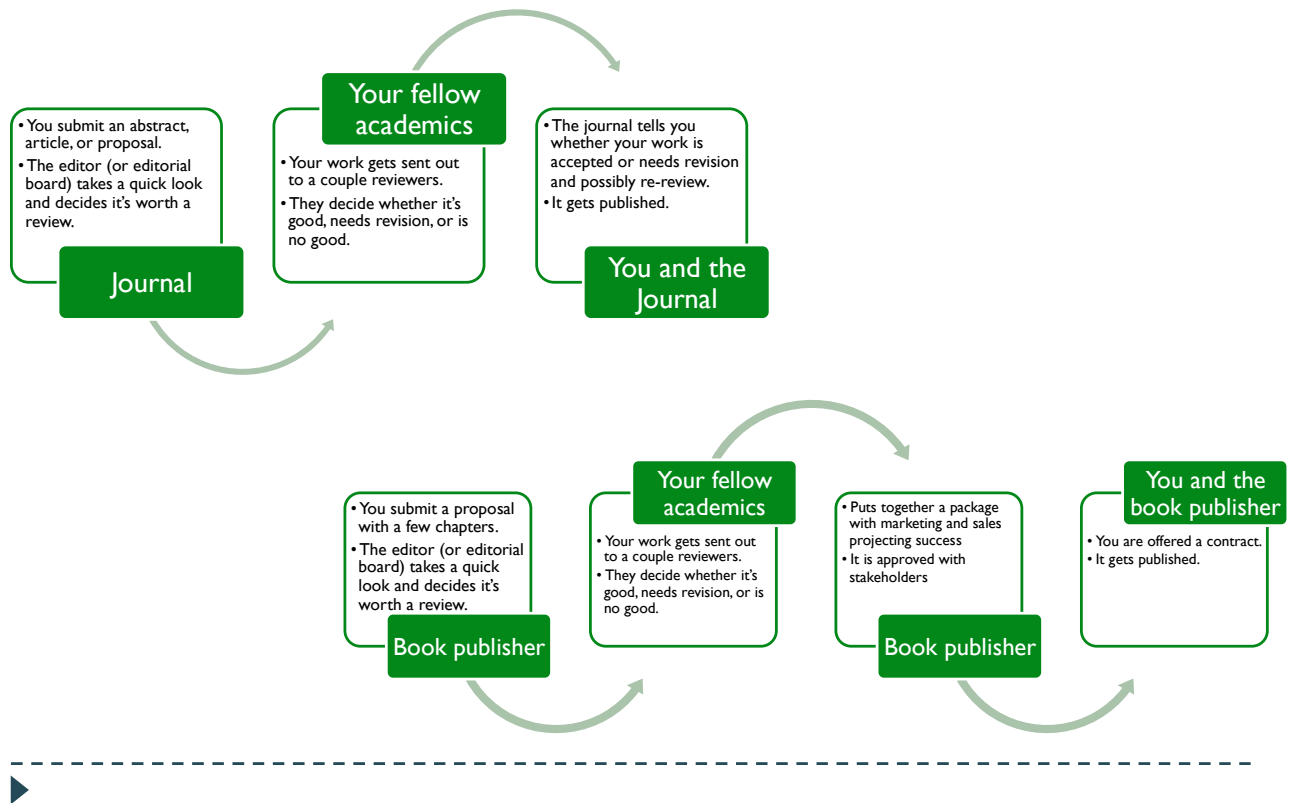 • You submit an abstract,
article, or proposal.
• The editor (or editorial
board) takes a quick look
and decides it's worth a
review.
Journal
Your fellow
academics
• Your work gets sent out
to a couple reviewers.
• They decide whether it's
good, needs revision, or is
no good.
• The journal tells you
whether your work is
accepted or needs revision
and possibly re-review.
• It gets published.
You and the
Journal
• You submit a proposal
with a few chapters.
• The editor (or editorial
board) takes a quick
look and decides it's
worth a review.
Book publisher
Your fellow
academics
• Your work gets sent out
to a couple reviewers.
• They decide whether it's
good, needs revision, or is
no good.
• Puts together a package
with marketing and sales
projecting success
• It is approved with
stakeholders
Book publisher
You and the
book publisher
• You are offered a contract.
• It gets published.